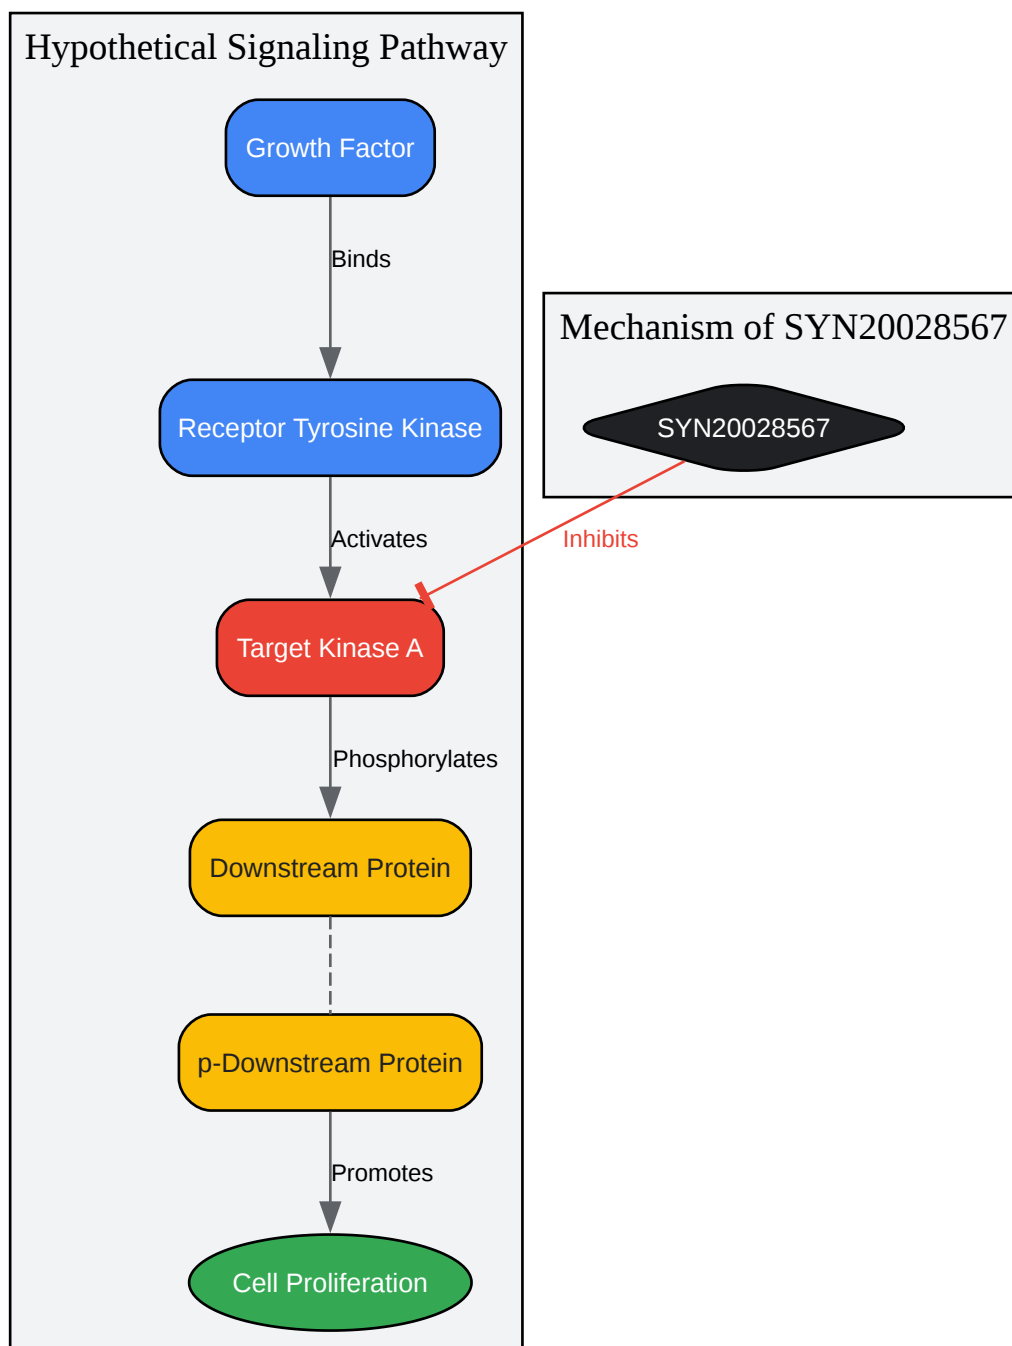 Hypothetical Signaling Pathway
Growth Factor
Binds
Mechanism of SYN20028567
Receptor Tyrosine Kinase
SYN20028567
Activates
Inhibits
Target Kinase A
Phosphorylates
Downstream Protein
p-Downstream Protein
Promotes
Cell Proliferation